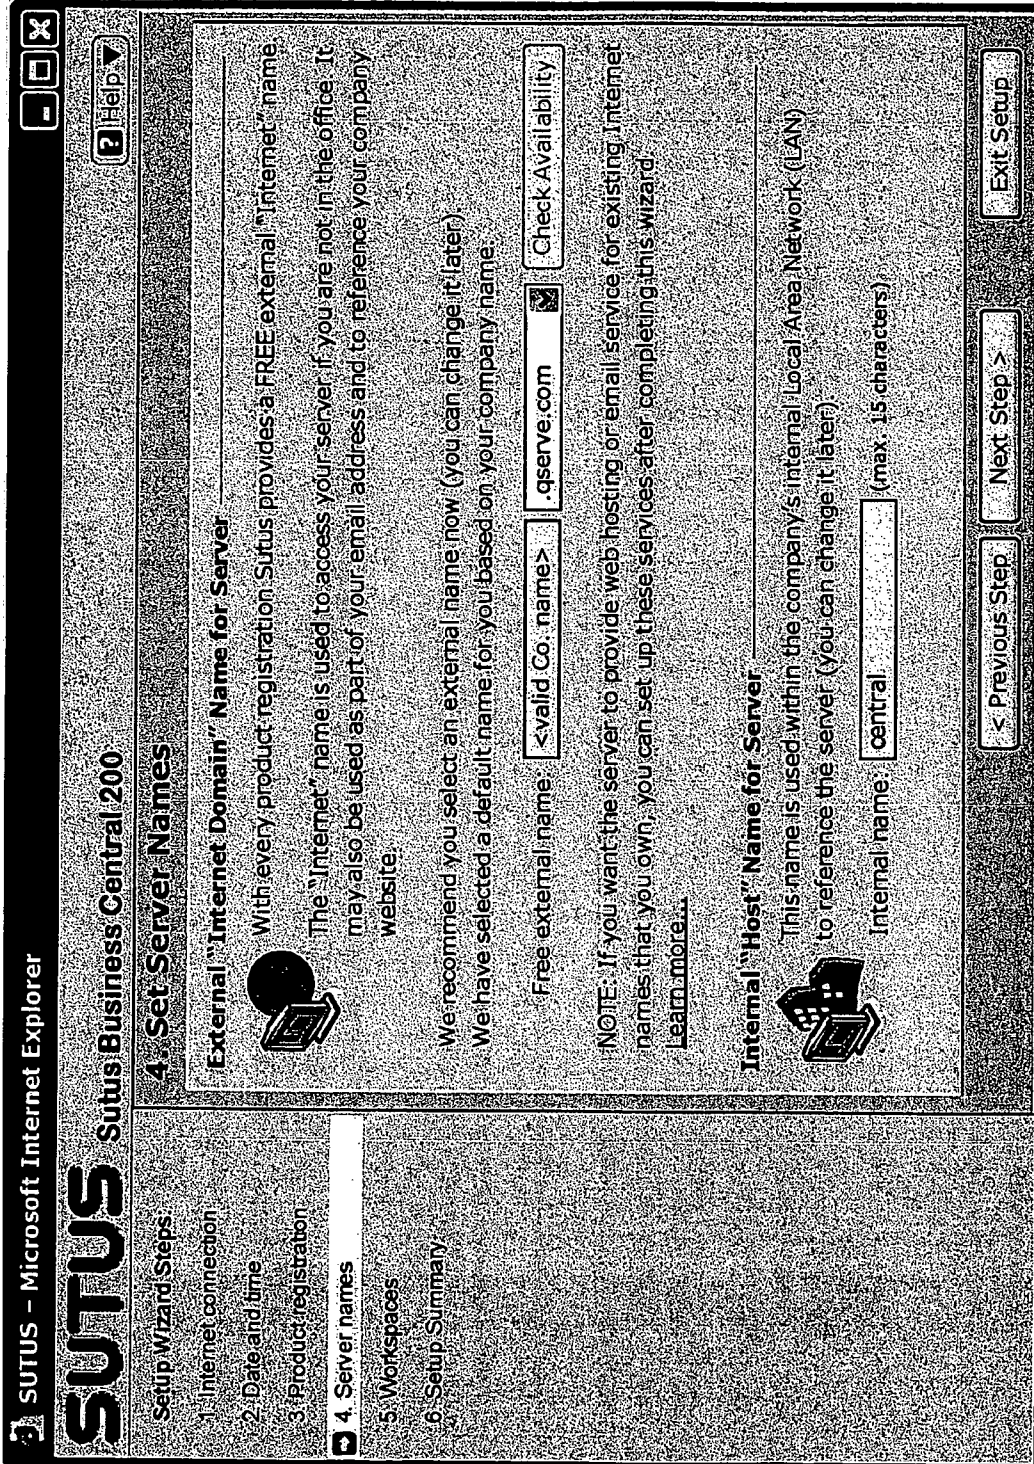 SUTUS – Microsoft Internet Explorer
SUTUS Sutus Business Central 200
? Help
Setup Wizard Steps:
1. Internet connection
2. Date and time
3. Product registration
4. Server names
5. Workspaces
6. Setup Summary
4. Set Server Names
External "Internet Domain" Name for Server
With every product registration Sutus provides a FREE external "Internet" name.
The "Internet" name is used to access your server if you are not in the office. It
may also be used as part of your email address and to reference your company
website.
We recommend you select an external name now (you can change it later).
We have selected a default name for you based on your company name.
Free external name: <valid Co. name> .qserve.com Check Availability
NOTE: If you want the server to provide web hosting or email service for existing Internet
names that you own, you can set up these services after completing this wizard.
Learn more...
Internal "Host" Name for Server
This name is used within the company's internal Local Area Network (LAN)
to reference the server (you can change it later).
Internal name: central (max. 15 characters)
< Previous Step Next Step > Exit Setup